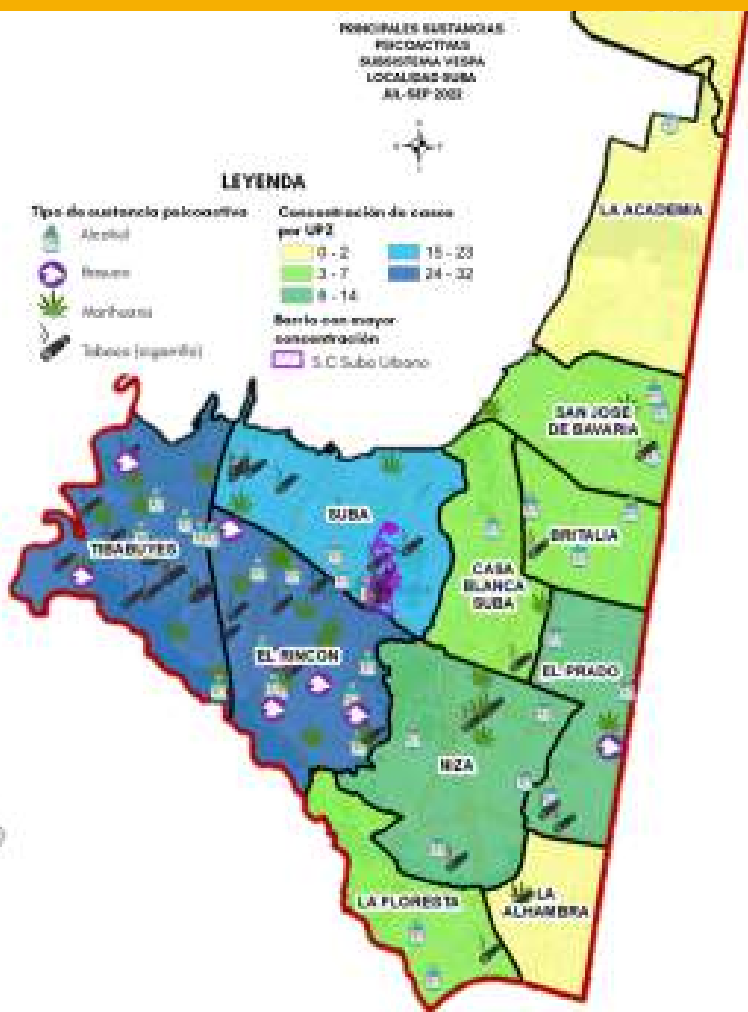 PRINCIPALES SUSTANCIAS
PSICOACTIVAS
SUBSISTEMA VESPA
LOCALIDAD SUBA
JUL-SEP 2022
LEYENDA
Tipo de sustancia psicoactiva
Alcohol
Bazuco
Marihuana
Tabaco (cigarrillo)
Concentración de casos
por UPZ
0 - 2
3 - 7
8 - 14
15 - 23
24 - 32
Barrio con mayor
concentración
S.C Suba Urbano
LA ACADEMIA
SAN JOSE
DE BAVARIA
SUBA
BRITALIA
TIBABUYES
CASA
BLANCA
SUBA
EL RINCON
EL PRADO
NIZA
LA FLORESTA
LA
ALHAMBRA